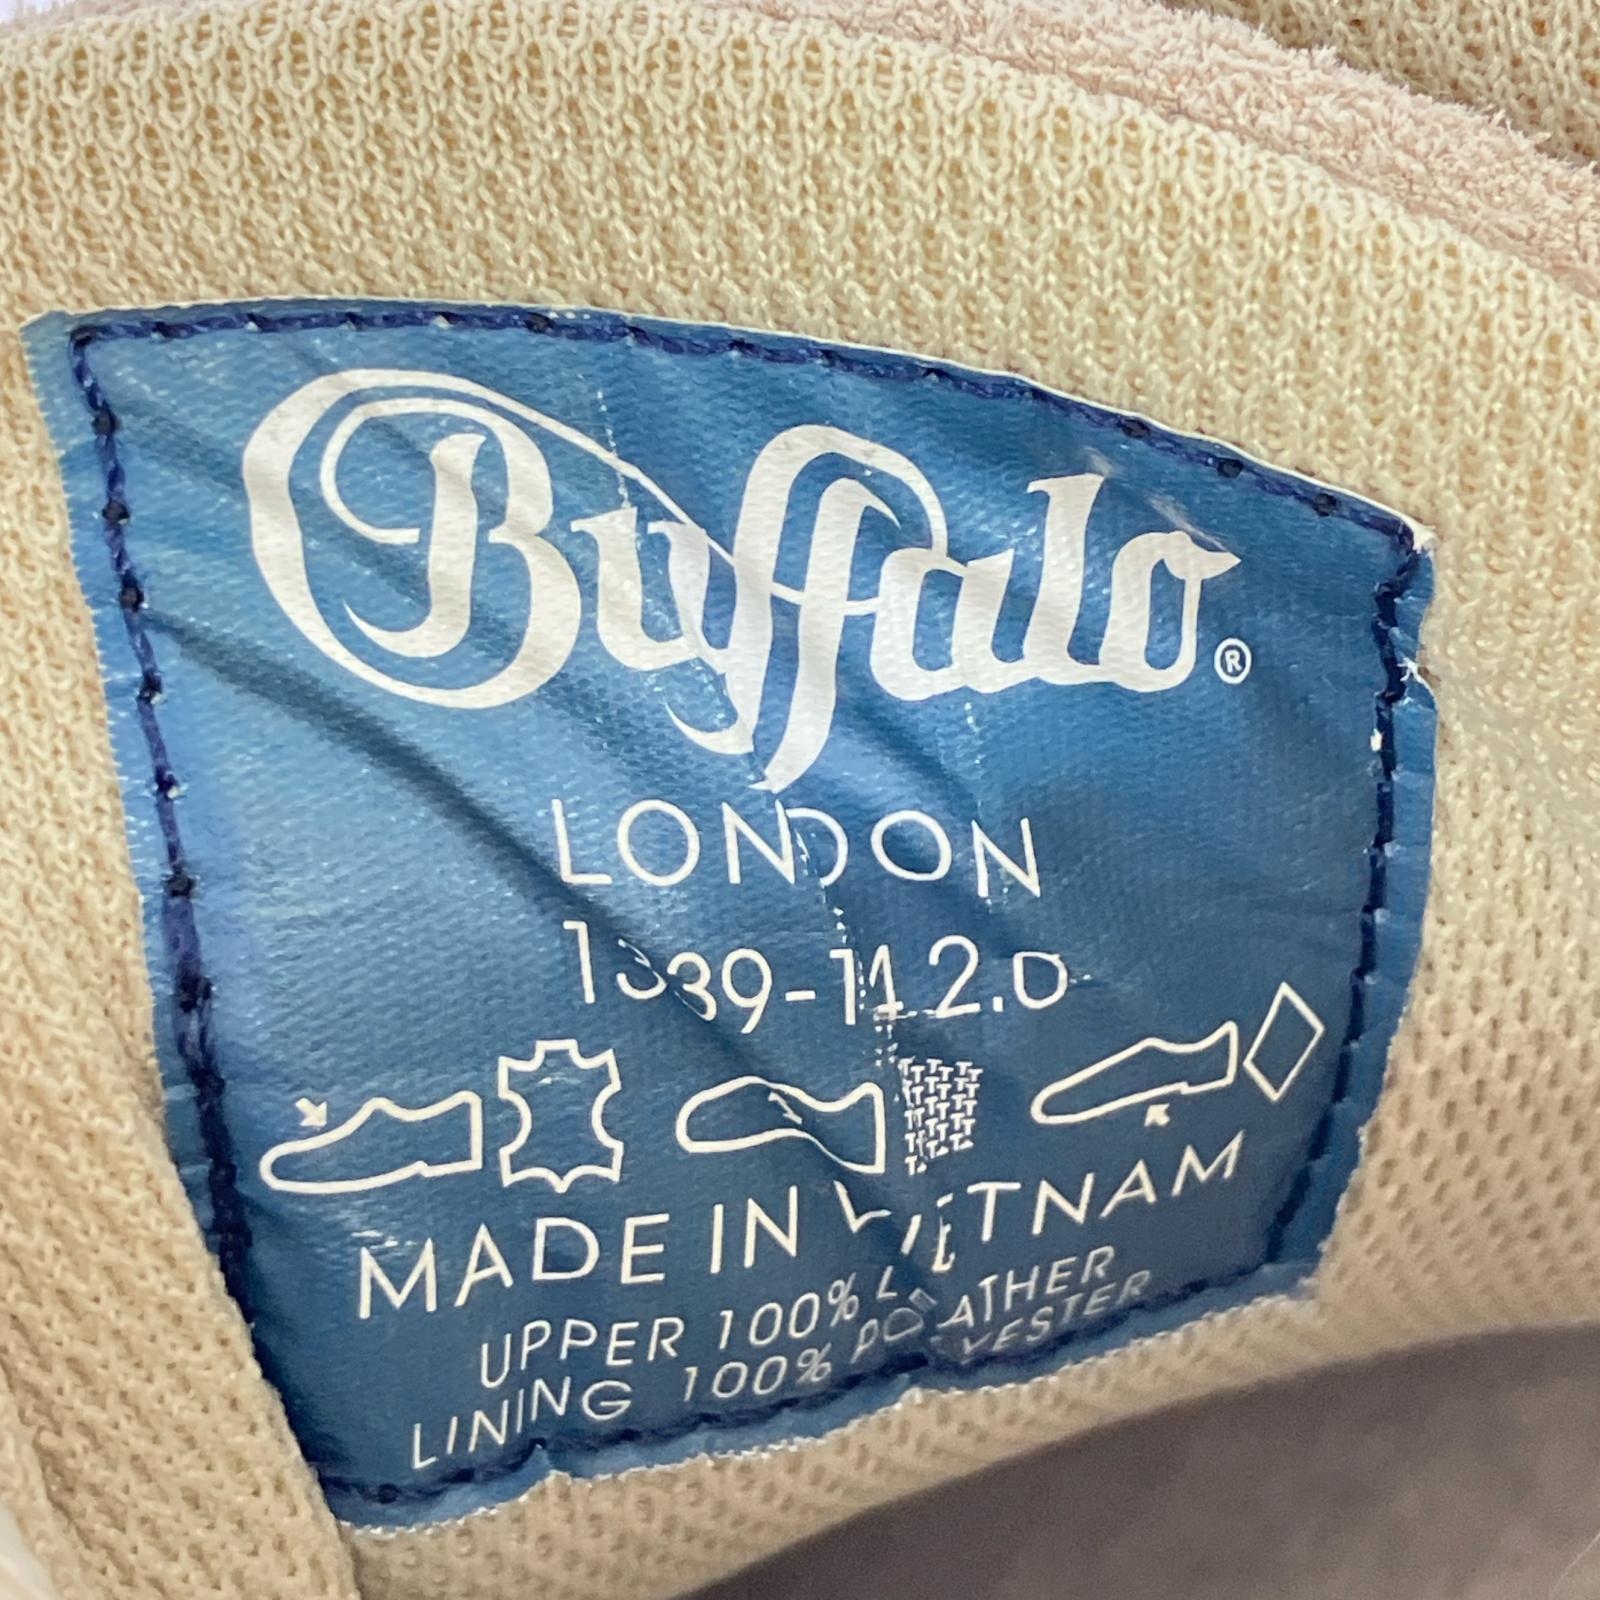 Buffalo®
LONDON
1339-14 2.0
MADE IN VIETNAM
UPPER 100% LEATHER
LINING 100% POLYESTER